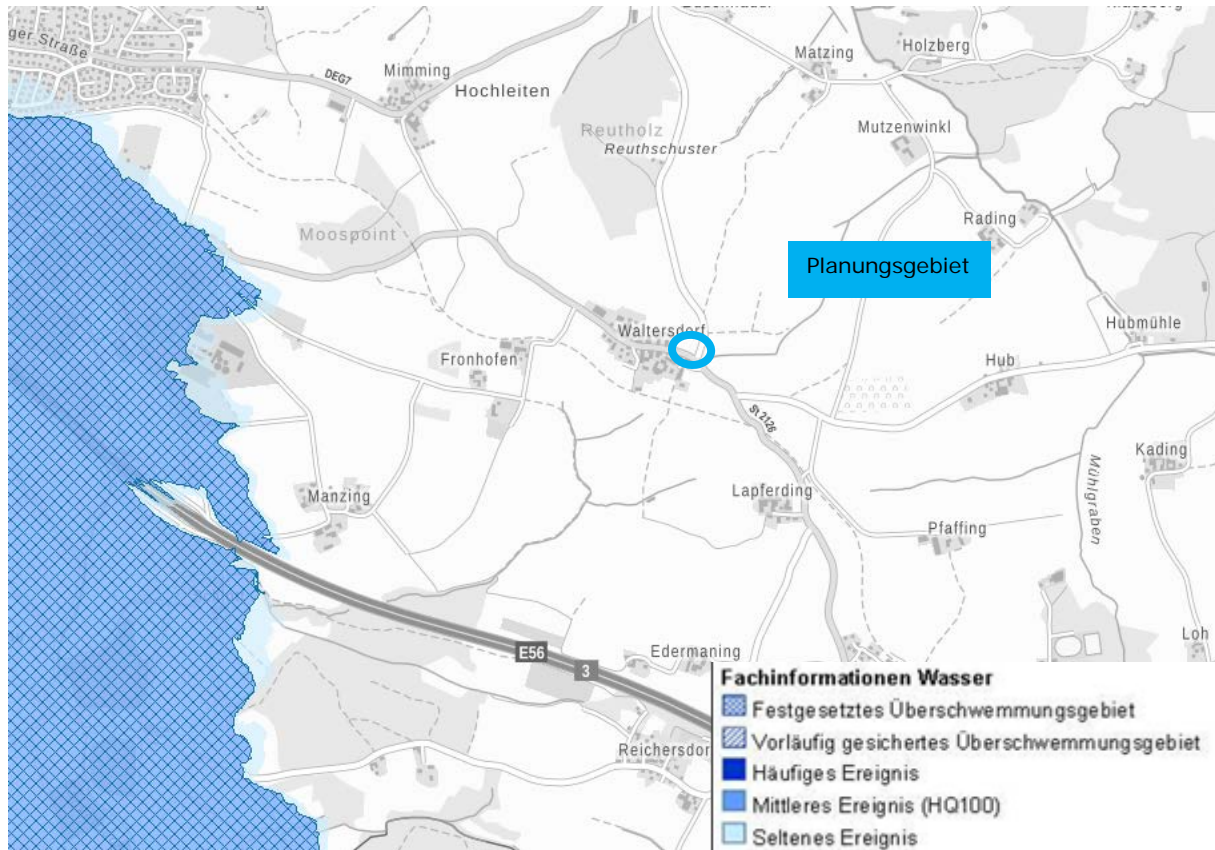 ger Straße
DEG7
Mimming
Hochleiten
Matzing
Holzberg
Reutholz
Reuthschuster
Mutzenwinkl
Moospoint
Rading
Planungsgebiet
Waltersdorf
Hubmühle
Fronhofen
Hub
St 2126
Kading
Manzing
Lapferding
Mühlgraben
Pfaffing
E56
3
Edermaning
Loh
Reichersdor
Fachinformationen Wasser
Festgesetztes Überschwemmungsgebiet
Vorläufig gesichertes Überschwemmungsgebiet
Häufiges Ereignis
Mittleres Ereignis (HQ100)
Seltenes Ereignis